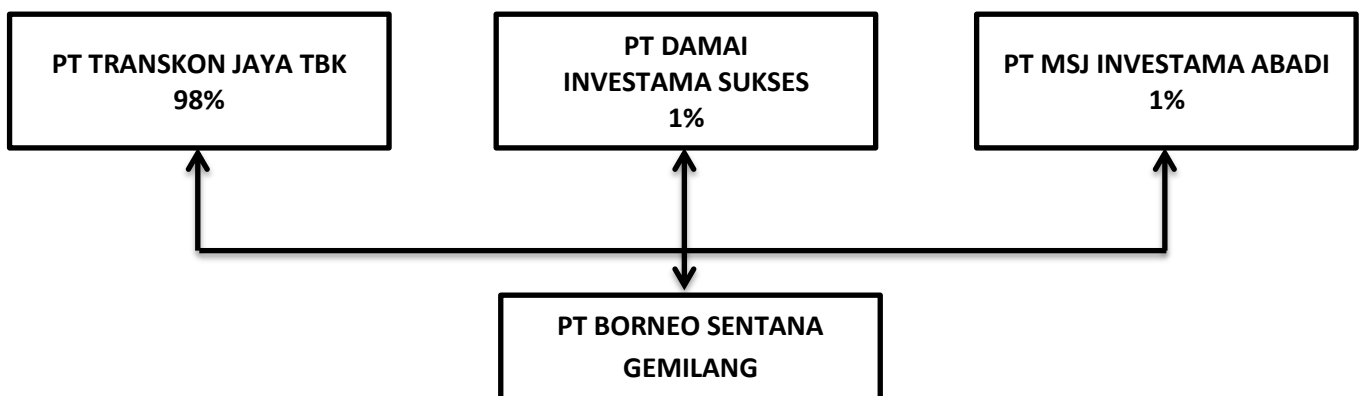 PT TRANSKON JAYA TBK
98%
PT DAMAI
INVESTAMA SUKSES
1%
PT MSJ INVESTAMA ABADI
1%
PT BORNEO SENTANA
GEMILANG